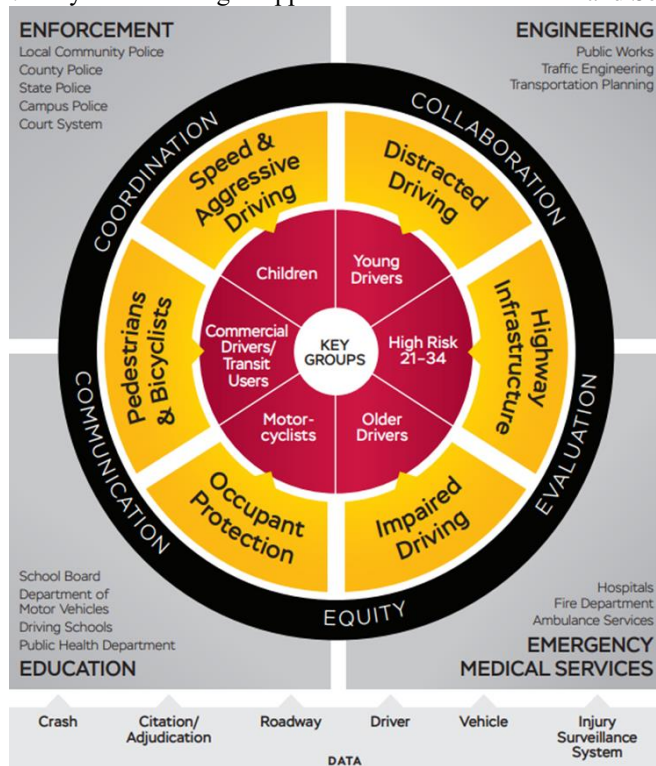 ENFORCEMENT
Local Community Police
County Police
State Police
Campus Police
Court System
ENGINEERING
Public Works
Traffic Engineering
Transportation Planning
COORDINATION
COLLABORATION
EVALUATION
EQUITY
COMMUNICATION
Speed &
Aggressive
Driving
Distracted
Driving
Highway
Infrastructure
Impaired
Driving
Occupant
Protection
Pedestrians
& Bicyclists
Children
Young
Drivers
Commercial
Drivers/
Transit
Users
KEY
GROUPS
High Risk
21–34
Motor-
cyclists
Older
Drivers
School Board
Department of
Motor Vehicles
Driving Schools
Public Health Department
EDUCATION
Hospitals
Fire Department
Ambulance Services
EMERGENCY
MEDICAL SERVICES
Crash
Citation/
Adjudication
Roadway
Driver
Vehicle
Injury
Surveillance
System
DATA